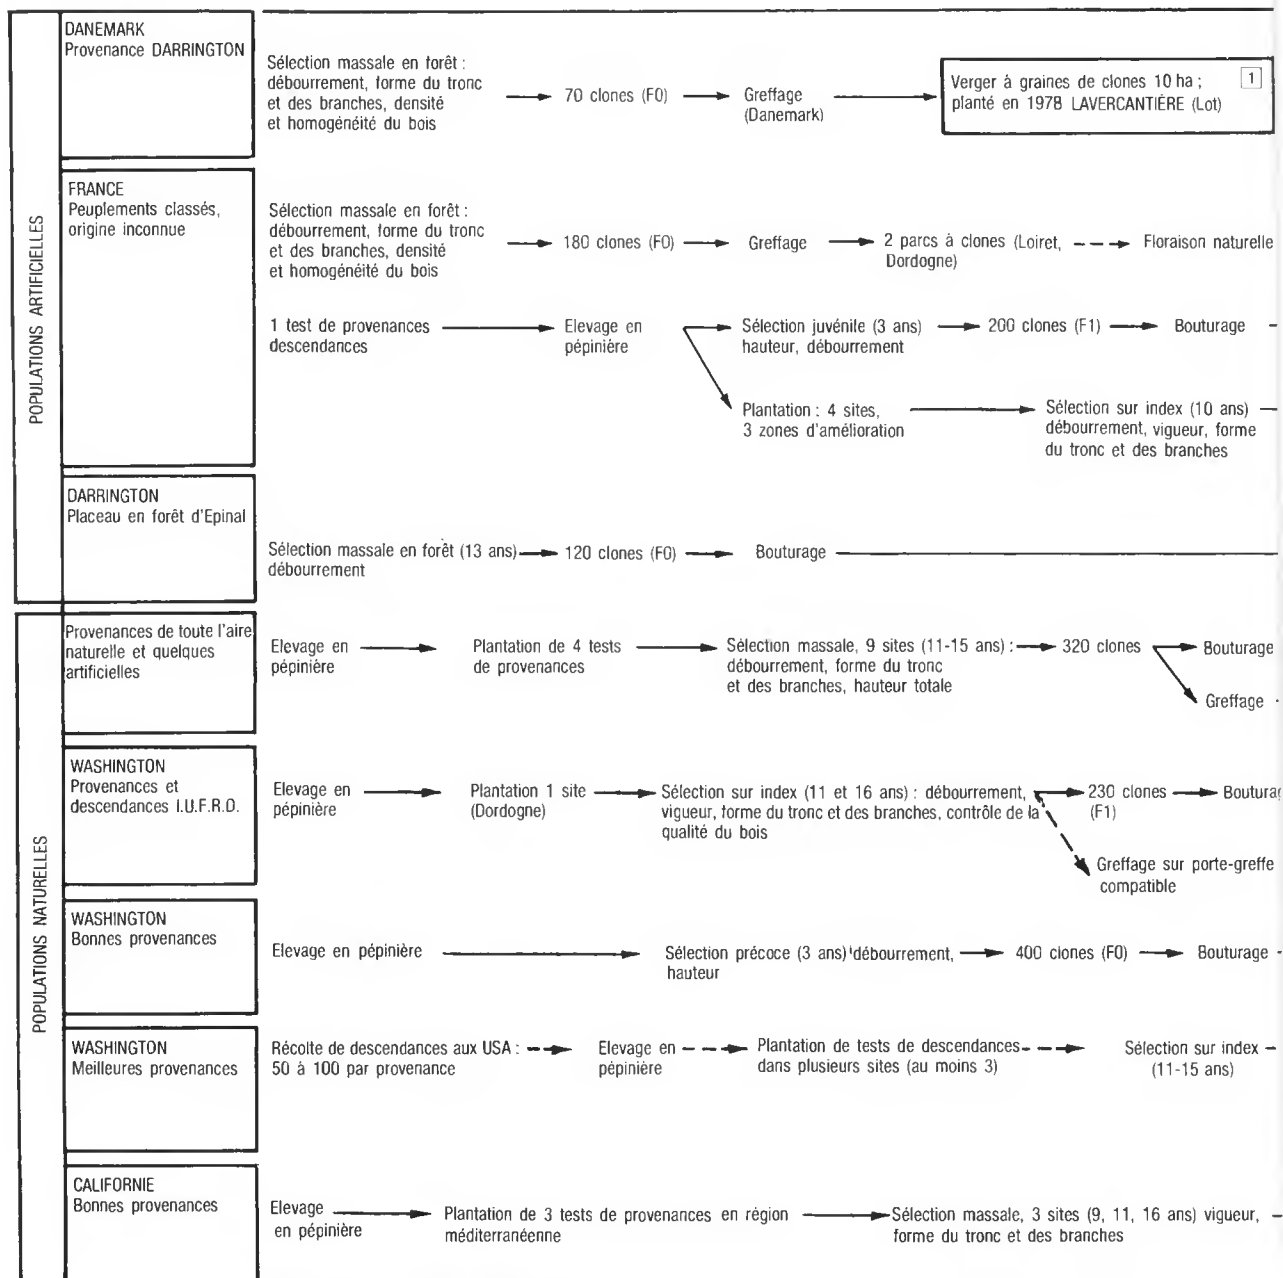 POPULATIONS ARTIFICIELLES
DANEMARK
Provenance DARRINGTON
Sélection massale en forêt :
débourrement, forme du tronc
et des branches, densité
et homogénéité du bois
70 clones (F0)
Greffage
(Danemark)
Verger à graines de clones 10 ha ;
planté en 1978 LAVERCANTIÈRE (Lot)
1
FRANCE
Peuplements classés,
origine inconnue
Sélection massale en forêt :
débourrement, forme du tronc
et des branches, densité
et homogénéité du bois
180 clones (F0)
Greffage
2 parcs à clones (Loiret,
Dordogne)
Floraison naturelle
1 test de provenances
descendances
Elevage en
pépinière
Sélection juvénile (3 ans)
hauteur, débourrement
200 clones (F1)
Bouturage
Plantation : 4 sites,
3 zones d'amélioration
Sélection sur index (10 ans)
débourrement, vigueur, forme
du tronc et des branches
DARRINGTON
Placeau en forêt d'Epinal
Sélection massale en forêt (13 ans)
débourrement
120 clones (F0)
Bouturage
POPULATIONS NATURELLES
Provenances de toute l'aire
naturelle et quelques
artificielles
Elevage en
pépinière
Plantation de 4 tests
de provenances
Sélection massale, 9 sites (11-15 ans) :
débourrement, forme du tronc
et des branches, hauteur totale
320 clones
Bouturage
Greffage
WASHINGTON
Provenances et
descendances I.U.F.R.O.
Elevage en
pépinière
Plantation 1 site
(Dordogne)
Sélection sur index (11 et 16 ans) : débourrement,
vigueur, forme du tronc et des branches, contrôle de la
qualité du bois
230 clones
(F1)
Boutura
Greffage sur porte-greffe
compatible
WASHINGTON
Bonnes provenances
Elevage en pépinière
Sélection précoce (3 ans) débourrement,
hauteur
400 clones (F0)
Bouturage
WASHINGTON
Meilleures provenances
Récolte de descendances aux USA :
50 à 100 par provenance
Elevage en
pépinière
Plantation de tests de descendances
dans plusieurs sites (au moins 3)
Sélection sur index
(11-15 ans)
CALIFORNIE
Bonnes provenances
Elevage
en pépinière
Plantation de 3 tests de provenances en région
méditerranéenne
Sélection massale, 3 sites (9, 11, 16 ans) vigueur,
forme du tronc et des branches